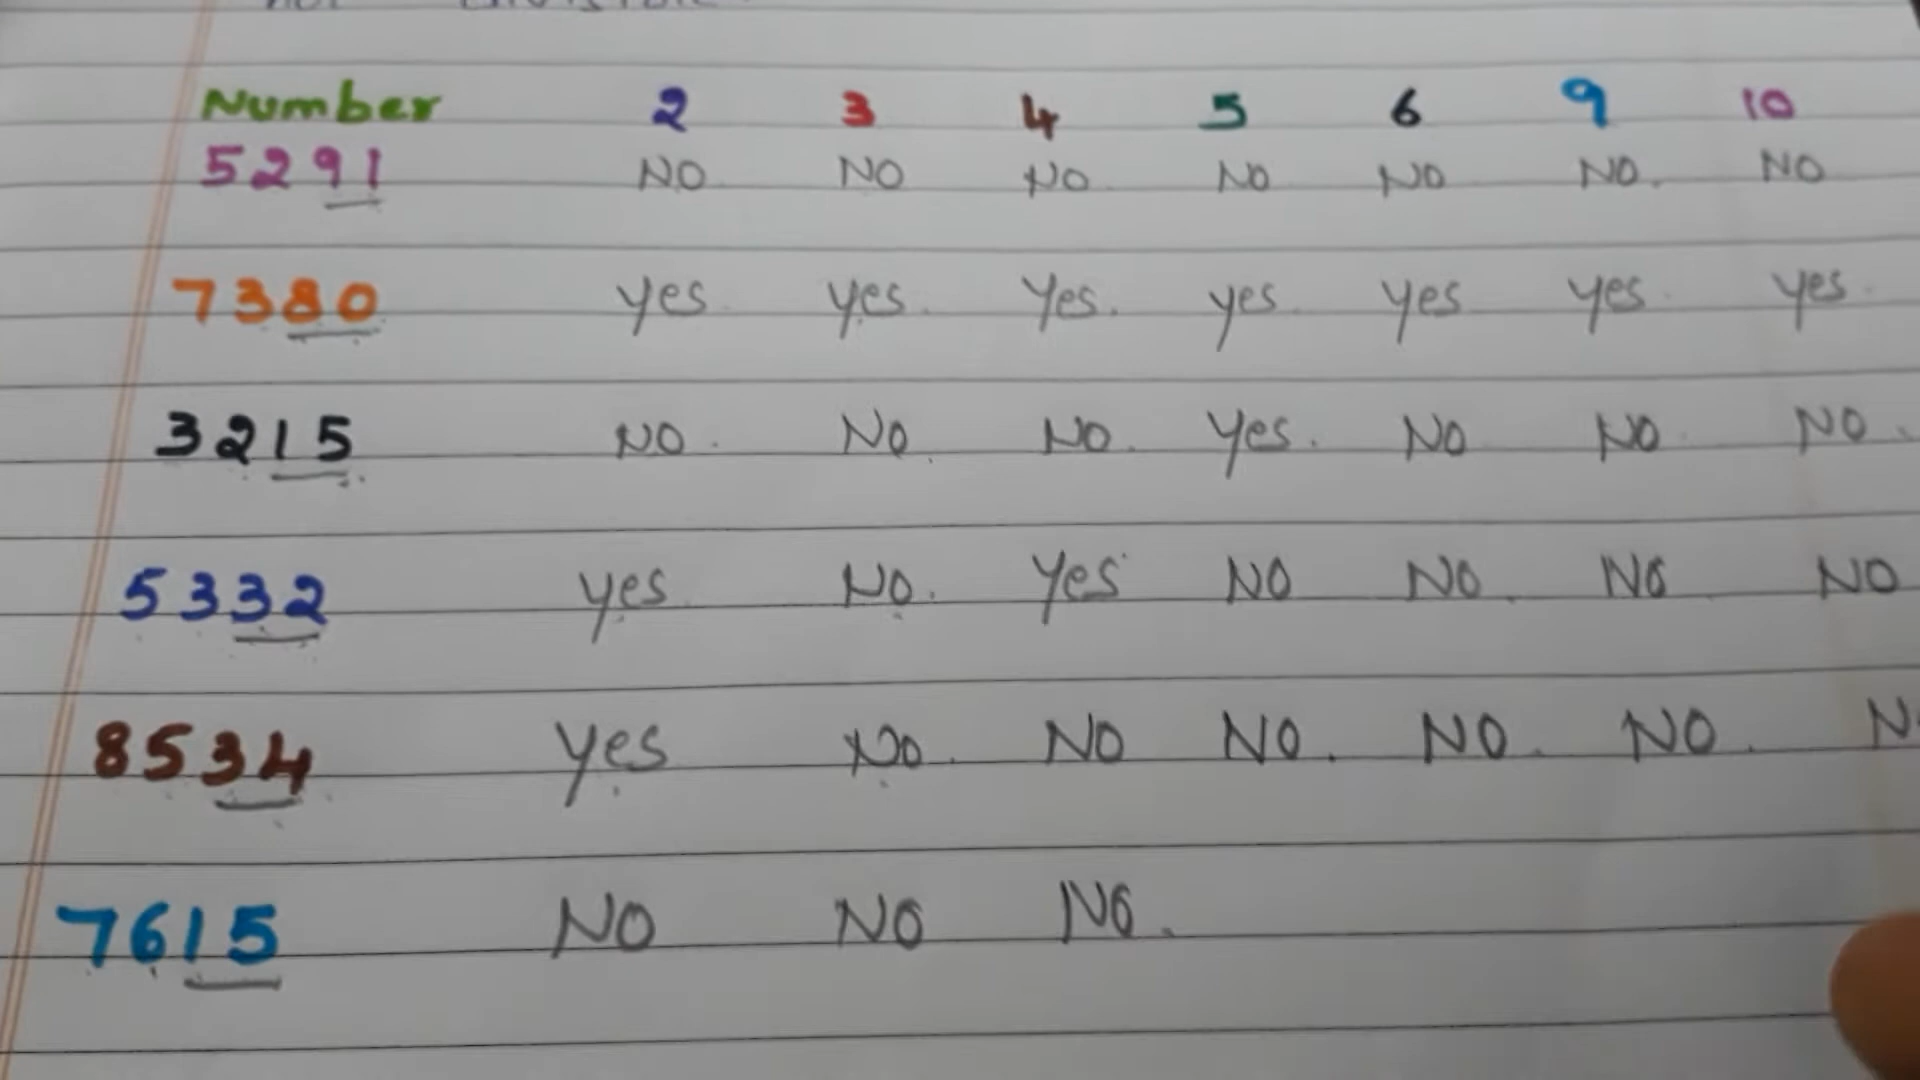 Number 2 3 4 5 6 9 10
5291 NO NO NO NO NO NO. NO
7380 yes yes. Yes. yes. yes yes yes.
3215 NO. No. No. Yes. No No No.
5332 yes No. Yes NO NO. NO NO
8534 yes No. NO NO. NO. NO.
7615 NO NO NO.